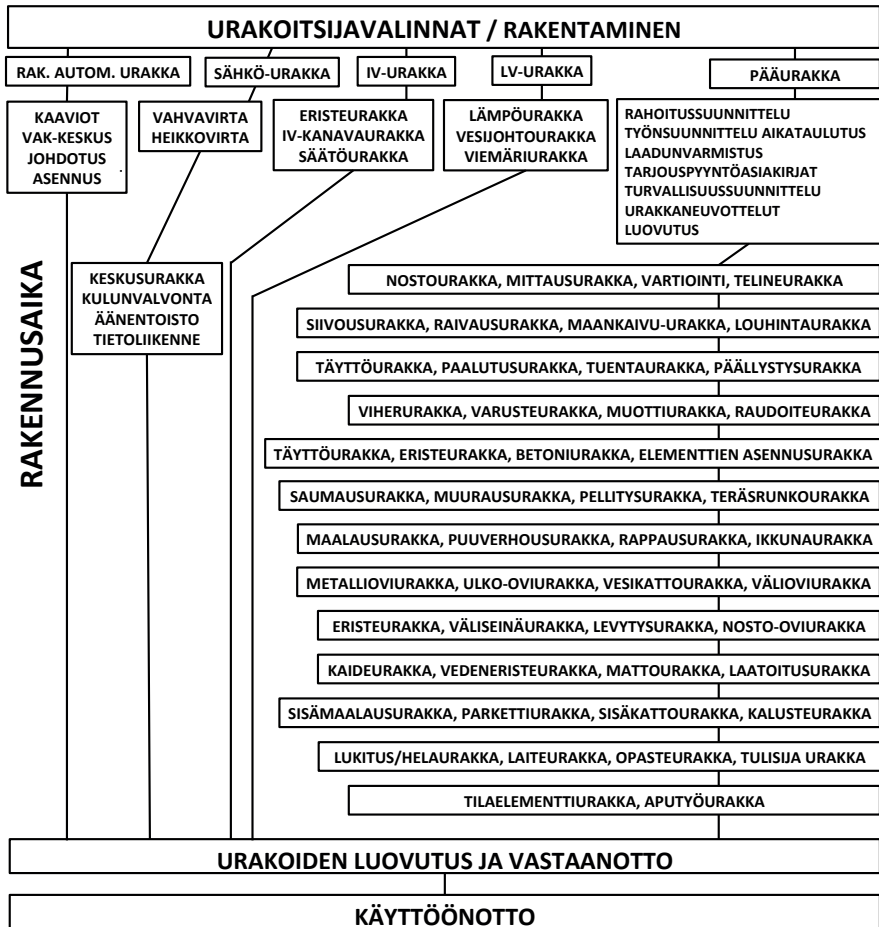 URAKOITSIJAVALINNAT / RAKENTAMINEN
RAK. AUTOM. URAKKA
SÄHKÖ-URAKKA
IV-URAKKA
LV-URAKKA
PÄÄURAKKA
KAAVIOT
VAK-KESKUS
JOHDOTUS
ASENNUS
VAHVAVIRTA
HEIKKOVIRTA
ERISTEURAKKA
IV-KANAVAURAKKA
SÄÄTÖURAKKA
LÄMPÖURAKKA
VESIJOHTOURAKKA
VIEMÄRIURAKKA
RAHOITUSSUUNNITTELU
TYÖNSUUNNITTELU AIKATAULUTUS
LAADUNVARMISTUS
TARJOUSPYYNTÖASIAKIRJAT
TURVALLISUUSSUUNNITTELU
URAKKANEUVOTTELUT
LUOVUTUS
RAKENNUSAIKA
KESKUSURAKKA
KULUNVALVONTA
ÄÄNENTOISTO
TIETOLIIKENNE
NOSTOURAKKA, MITTAUSURAKKA, VARTIOINTI, TELINEURAKKA
SIIVOUSURAKKA, RAIVAUSURAKKA, MAANKAIVU-URAKKA, LOUHINTAURAKKA
TÄYTTÖURAKKA, PAALUTUSURAKKA, TUENTAURAKKA, PÄÄLLYSTYSURAKKA
VIHERURAKKA, VARUSTEURAKKA, MUOTTIURAKKA, RAUDOITEURAKKA
TÄYTTÖURAKKA, ERISTEURAKKA, BETONIURAKKA, ELEMENTTIEN ASENNUSURAKKA
SAUMAUSURAKKA, MUURAUSURAKKA, PELLITYSURAKKA, TERÄSRUNKOURAKKA
MAALAUSURAKKA, PUUVERHOUSURAKKA, RAPPAUSURAKKA, IKKUNAURAKKA
METALLIOVIURAKKA, ULKO-OVIURAKKA, VESIKATTOURAKKA, VÄLIOVIURAKKA
ERISTEURAKKA, VÄLISEINÄURAKKA, LEVYTYSURAKKA, NOSTO-OVIURAKKA
KAIDEURAKKA, VEDENERISTEURAKKA, MATTOURAKKA, LAATOITUSURAKKA
SISÄMAALAUSURAKKA, PARKETTIURAKKA, SISÄKATTOURAKKA, KALUSTEURAKKA
LUKITUS/HELAURAKKA, LAITEURAKKA, OPASTEURAKKA, TULISIJA URAKKA
TILAELEMENTTIURAKKA, APUTYÖURAKKA
URAKOIDEN LUOVUTUS JA VASTAANOTTO
KÄYTTÖÖNOTTO